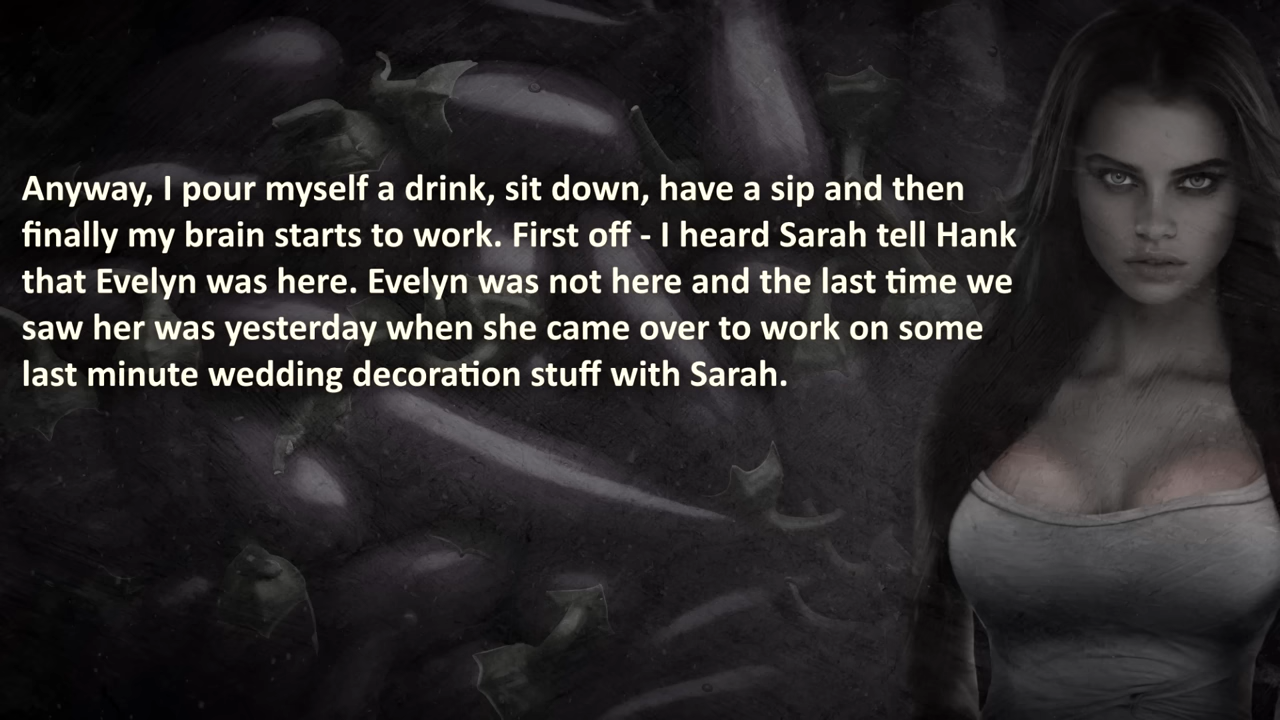 Anyway, I pour myself a drink, sit down, have a sip and then
finally my brain starts to work. First off - I heard Sarah tell Hank
that Evelyn was here. Evelyn was not here and the last time we
saw her was yesterday when she came over to work on some
last minute wedding decoration stuff with Sarah.